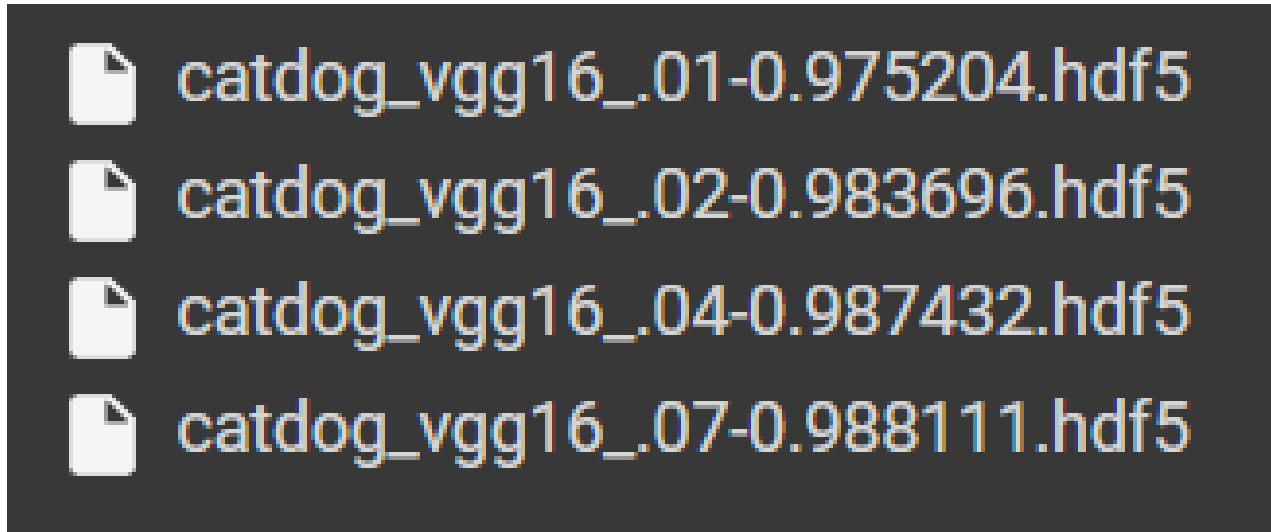 catdog_vgg16_.01-0.975204.hdf5
catdog_vgg16_.02-0.983696.hdf5
catdog_vgg16_.04-0.987432.hdf5
catdog_vgg16_.07-0.988111.hdf5